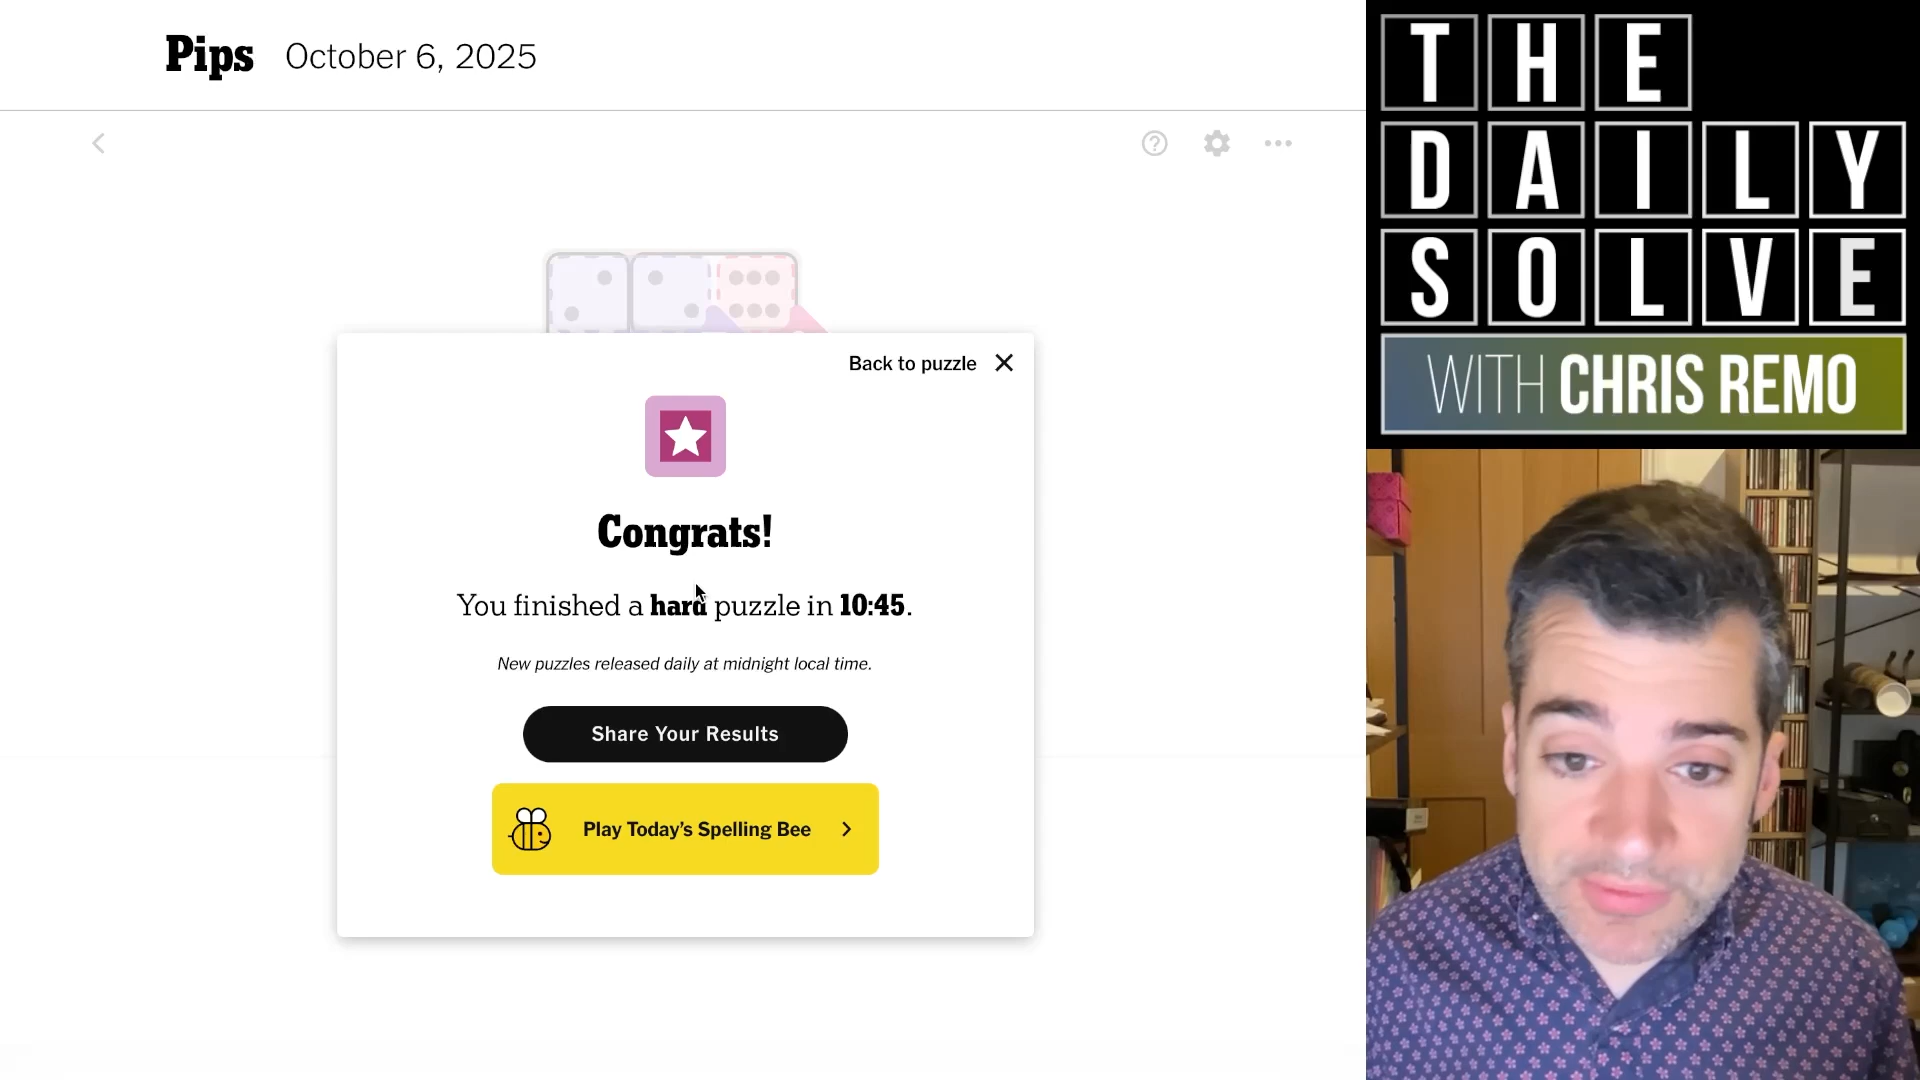 Pips October 6, 2025
Back to puzzle
Congrats!
You finished a hard puzzle in 10:45.
New puzzles released daily at midnight local time.
Share Your Results
Play Today's Spelling Bee
THE
DAILY
SOLVE
WITH CHRIS REMO